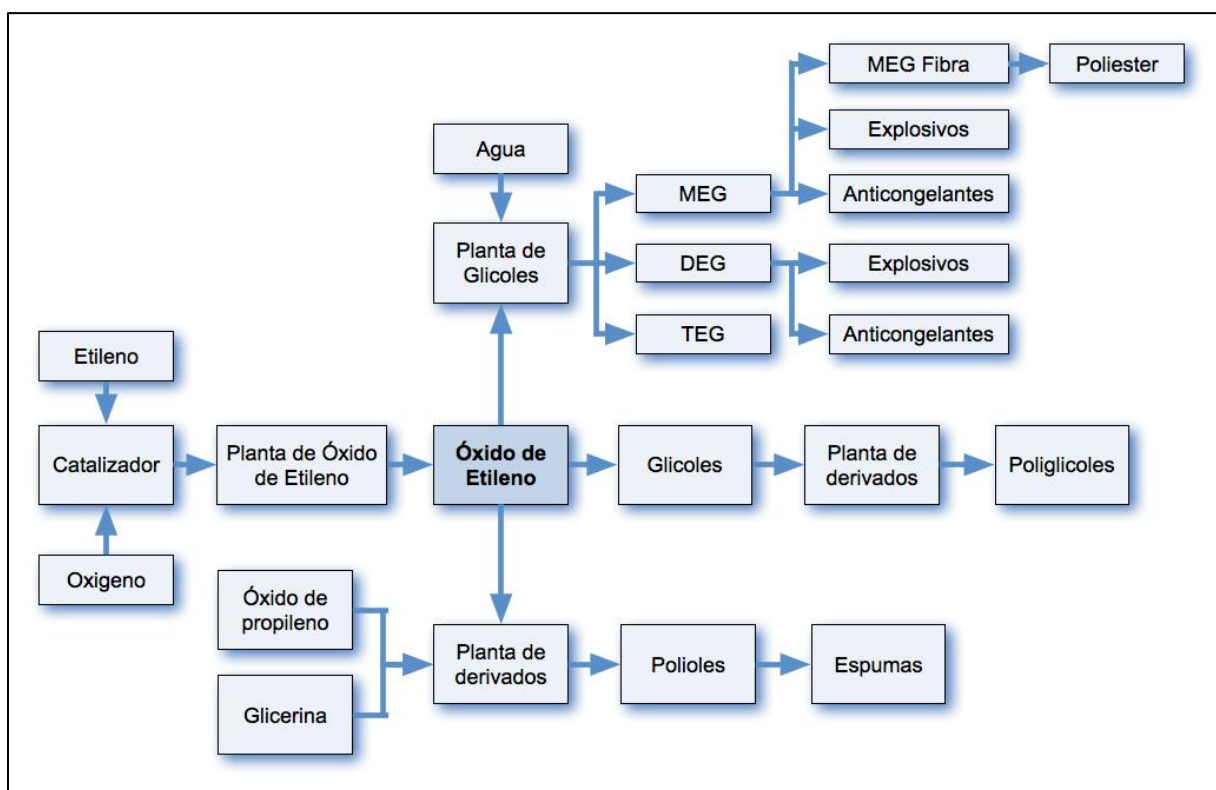 MEG Fibra
Poliester
Explosivos
Agua
MEG
Anticongelantes
Planta de
Glicoles
DEG
Explosivos
TEG
Anticongelantes
Etileno
Catalizador
Planta de Óxido
de Etileno
Óxido de
Etileno
Glicoles
Planta de
derivados
Poliglicoles
Oxigeno
Óxido de
propileno
Glicerina
Planta de
derivados
Polioles
Espumas